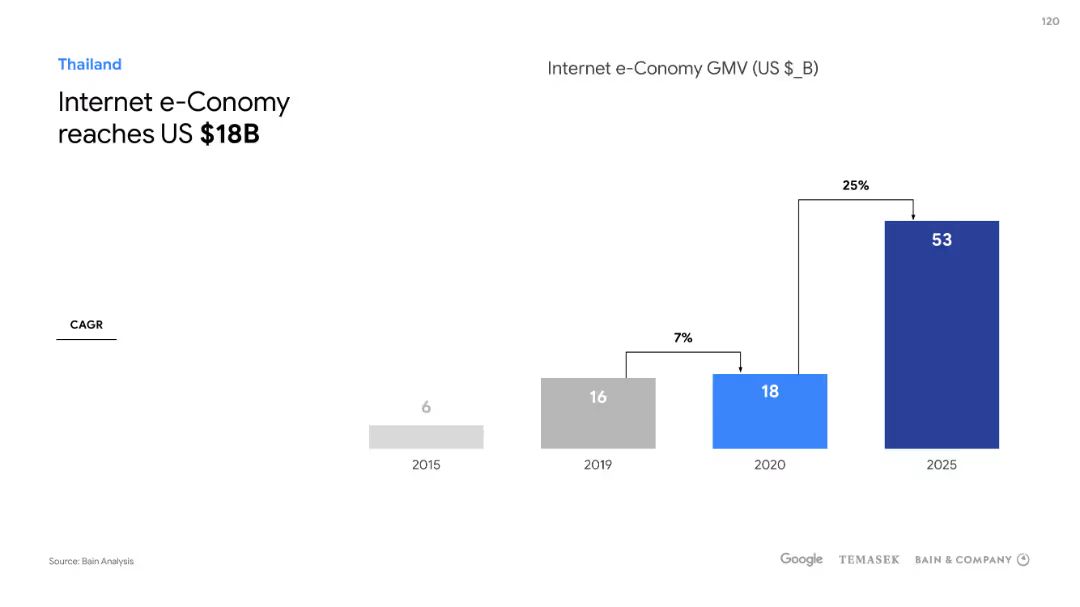 120
Thailand
Internet e-Conomy
reaches US $18B
Internet e-Conomy GMV (US $_B)
25%
53
CAGR
7%
6
16
18
2015
2019
2020
2025
Source: Bain Analysis
Google TEMASEK BAIN & COMPANY